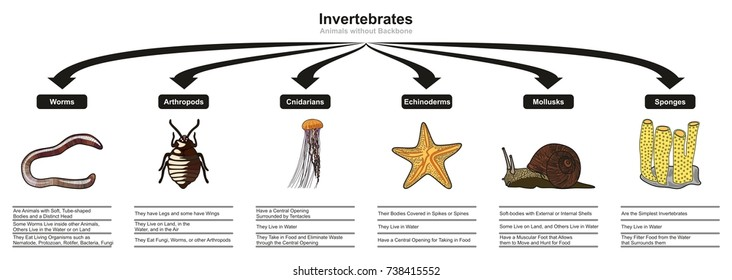 Invertebrates
Animals without Backbone
Worms
Arthropods
Cnidarians
Echinoderms
Mollusks
Sponges
Are Animals with Soft, Tube-shaped
Bodies and a Distinct Head
Some Worms Live inside other Animals,
Others Live in the Water or on Land
They Eat Living Organisms such as
Nematode, Protozoan, Rotifer, Bacteria, Fungi
They have Legs and some have Wings
They Live on Land, in the
Water, and in the Air
They Eat Fungi, Worms, or other Arthropods
Have a Central Opening
Surrounded by Tentacles
They Live in Water
They Take in Food and Eliminate Waste
through the Central Opening
Their Bodies Covered in Spikes or Spines
They Live in Water
Have a Central Opening for Taking in Food
Soft-bodies with External or Internal Shells
Some Live on Land, and Others Live in Water
Have a Muscular Foot that Allows
them to Move and Hunt for Food
Are the Simplest Invertebrates
They Live in Water
They Filter Food from the Water
that Surrounds them
shutterstock.com · 738415552